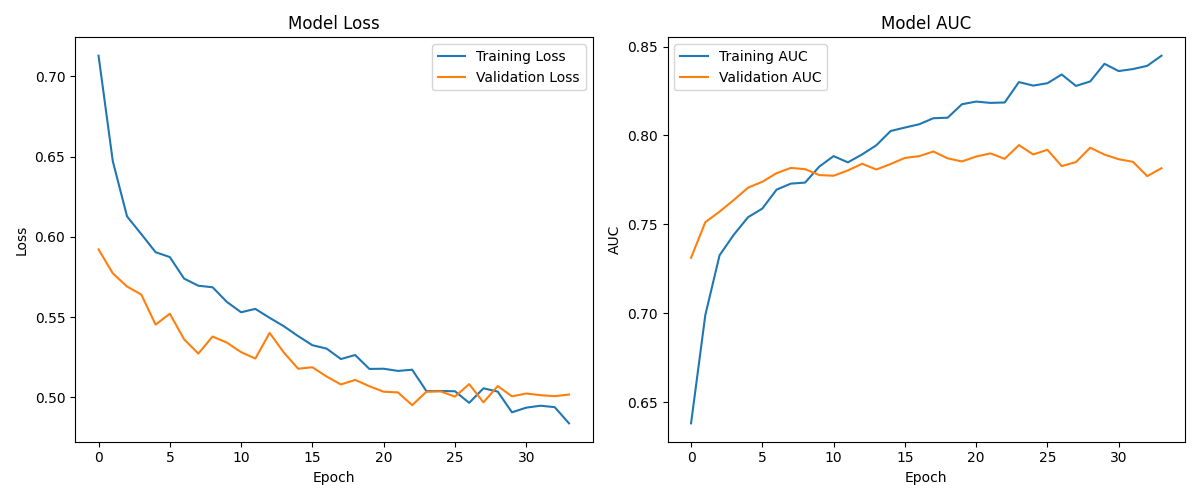 Model Loss
Training Loss
Validation Loss
0.70
0.65
0.60
0.55
0.50
Loss
0 5 10 15 20 25 30
Epoch
Model AUC
Training AUC
Validation AUC
0.85
0.80
0.75
0.70
0.65
AUC
0 5 10 15 20 25 30
Epoch